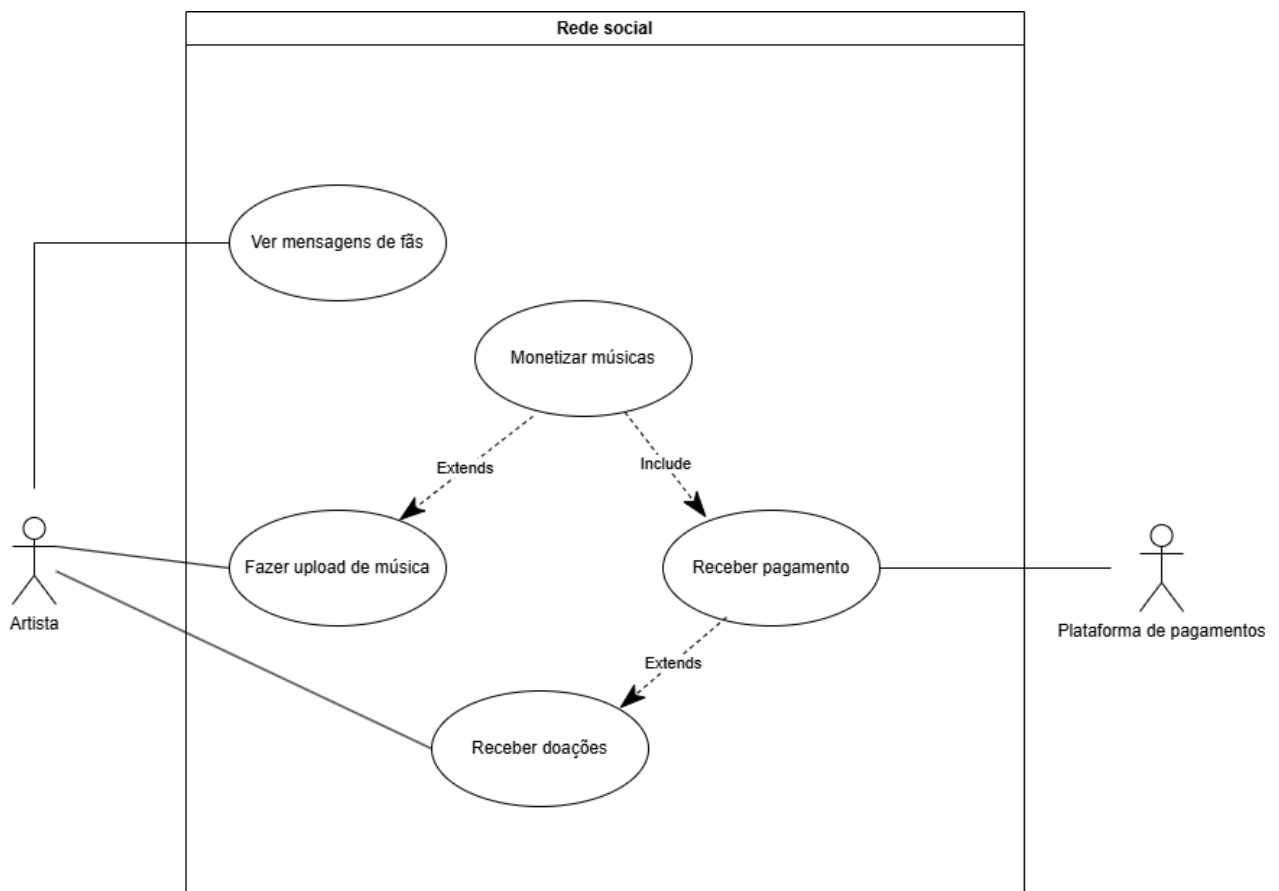 Rede social
Ver mensagens de fãs
Monetizar músicas
Extends
Include
Fazer upload de música
Receber pagamento
Artista
Plataforma de pagamentos
Extends
Receber doações